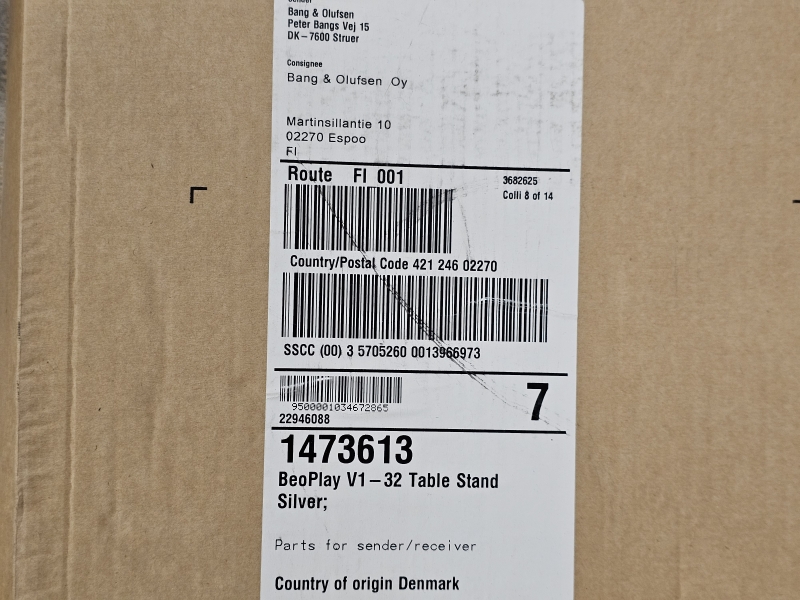 Bang & Olufsen
Peter Bangs Vej 15
DK-7600 Struer
Consignee
Bang & Olufsen Oy
Martinsillantie 10
02270 Espoo
FI
Route FI 001
3682625
Colli 8 of 14
Country/Postal Code 421 246 02270
SSCC (00) 3 5705260 0013966973
9500001034672865
22946088
7
1473613
BeoPlay V1-32 Table Stand
Silver;
Parts for sender/receiver
Country of origin Denmark